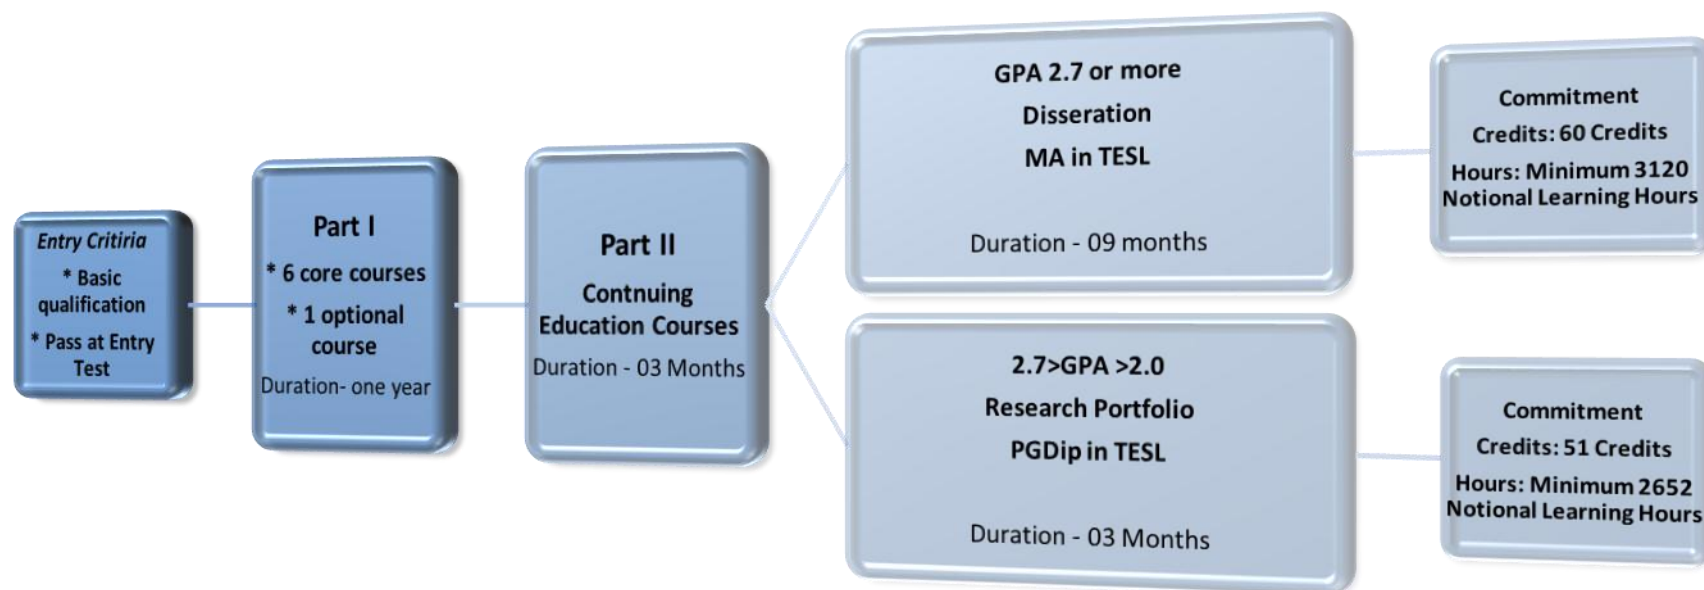 Entry Critiria
* Basic
qualification
* Pass at Entry
Test
Part I
* 6 core courses
* 1 optional
course
Duration- one year
Part II
Contnuing
Education Courses
Duration - 03 Months
GPA 2.7 or more
Disseration
MA in TESL
Duration - 09 months
Commitment
Credits: 60 Credits
Hours: Minimum 3120
Notional Learning Hours
2.7>GPA >2.0
Research Portfolio
PGDip in TESL
Duration - 03 Months
Commitment
Credits: 51 Credits
Hours: Minimum 2652
Notional Learning Hours